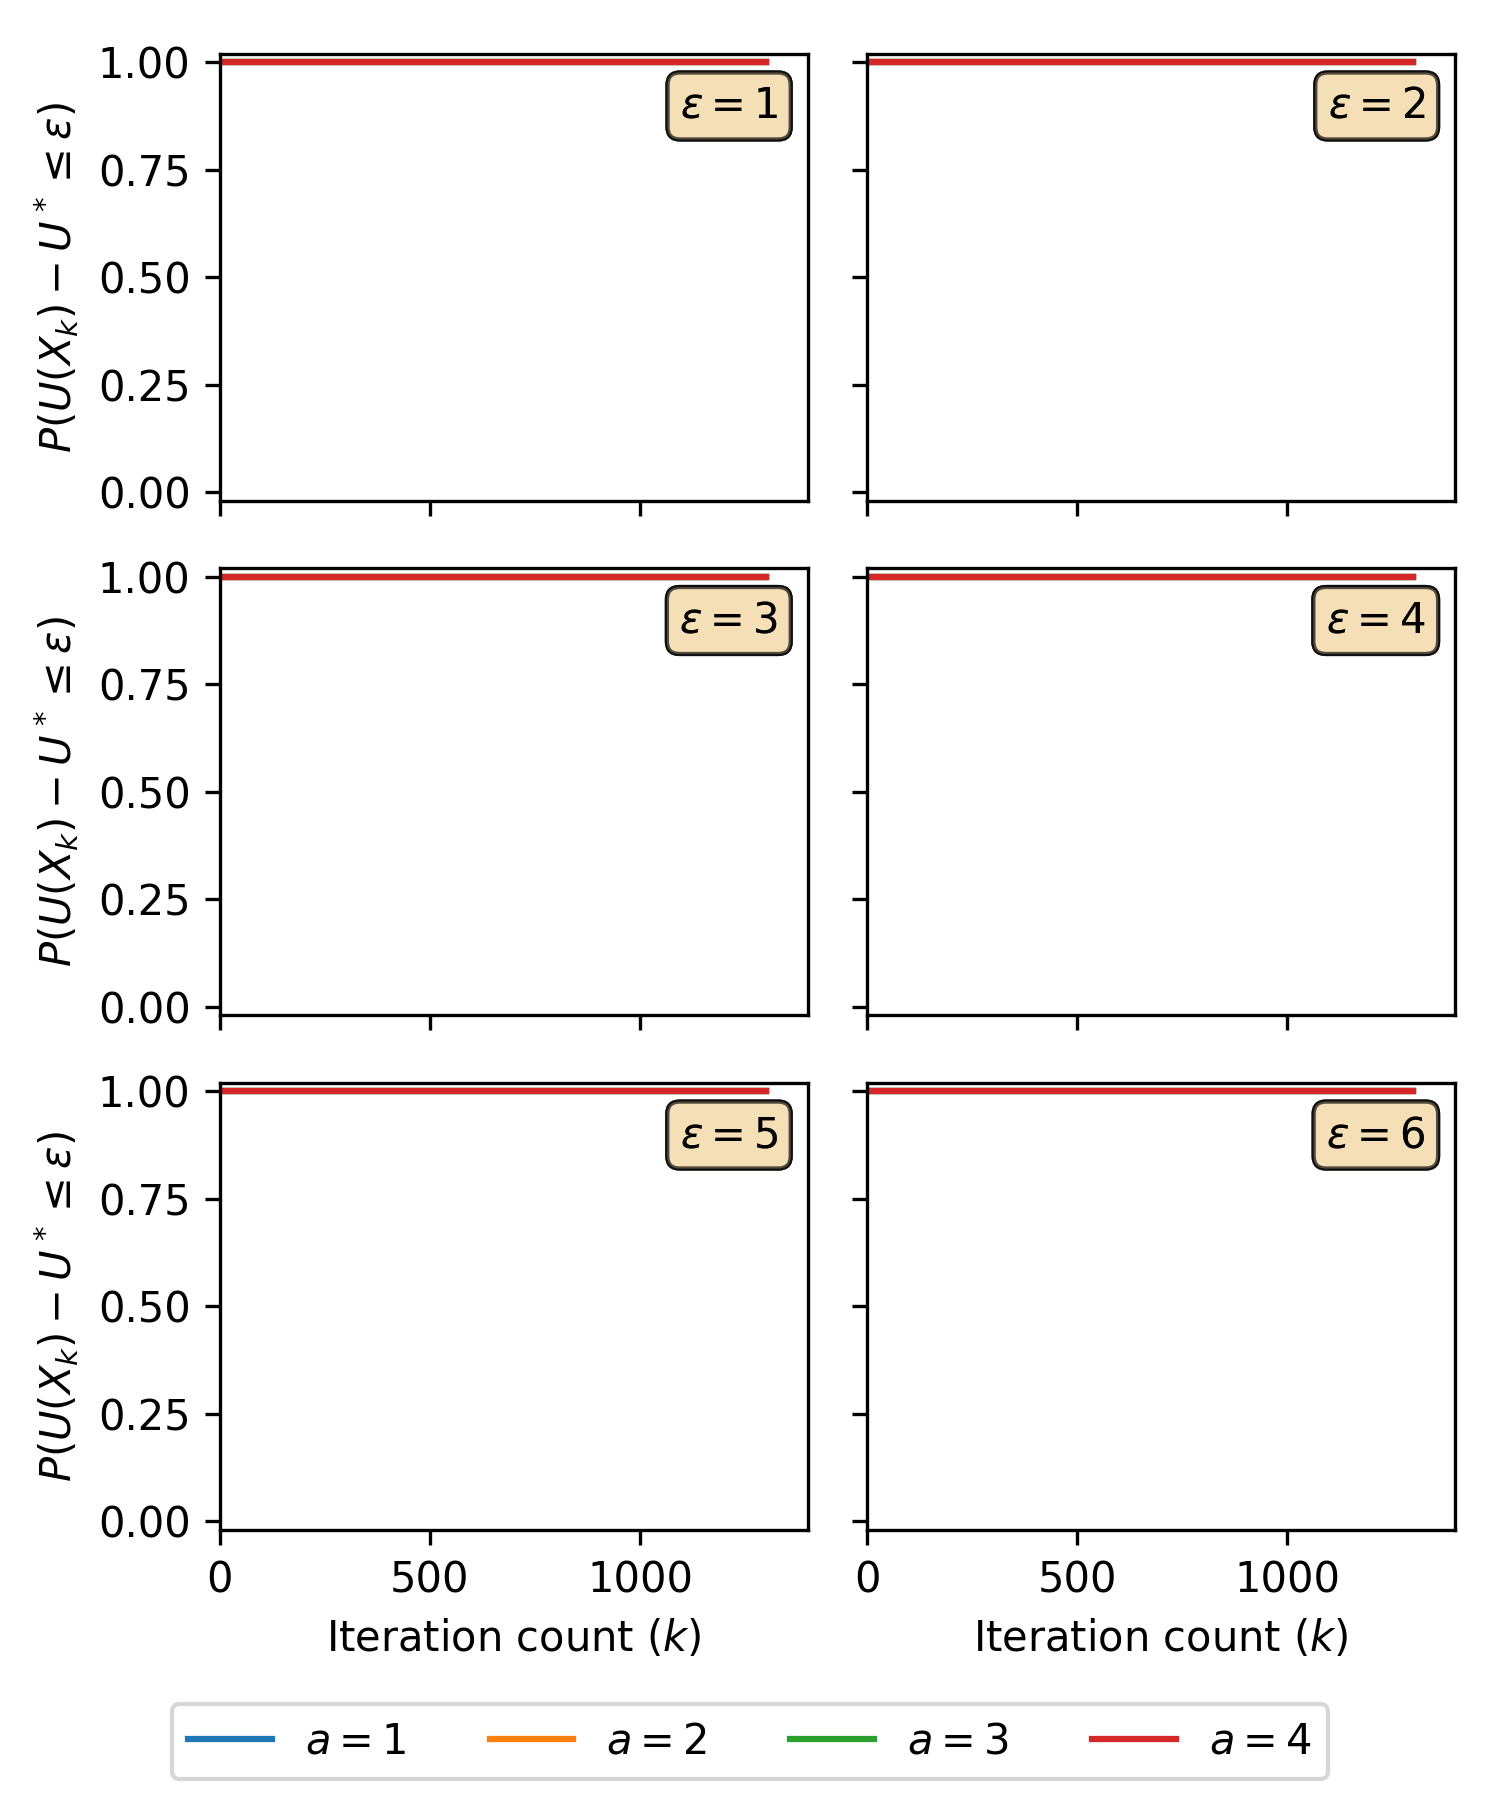 1.00
0.75
0.50
0.25
0.00
P(U(X_k) − U* ≤ ε)
ε = 1
ε = 2
1.00
0.75
0.50
0.25
0.00
P(U(X_k) − U* ≤ ε)
ε = 3
ε = 4
1.00
0.75
0.50
0.25
0.00
P(U(X_k) − U* ≤ ε)
ε = 5
ε = 6
0 500 1000
0 500 1000
Iteration count (k)
Iteration count (k)
a = 1 a = 2 a = 3 a = 4